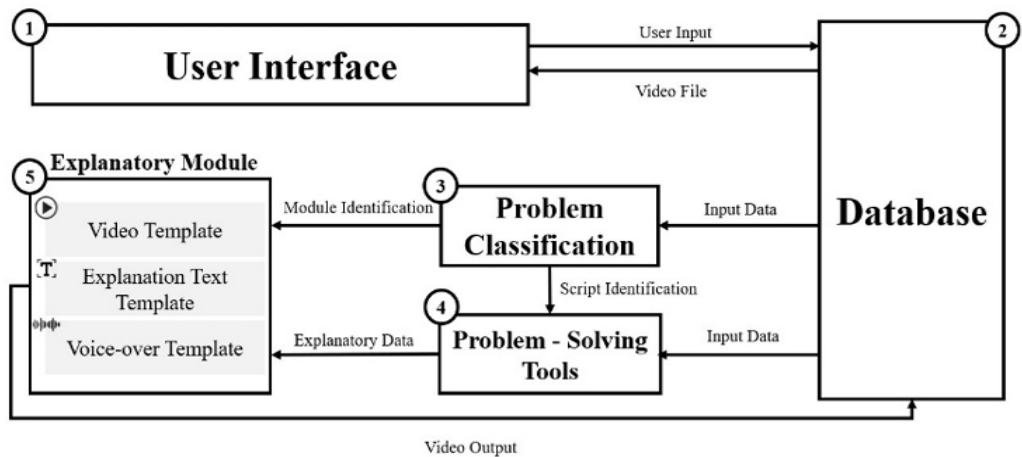 1
User Interface
User Input
Video File
2
Database
Explanatory Module
5
Video Template
T
Explanation Text
Template
Voice-over Template
Module Identification
3
Problem
Classification
Input Data
Script Identification
4
Problem - Solving
Tools
Explanatory Data
Input Data
Video Output